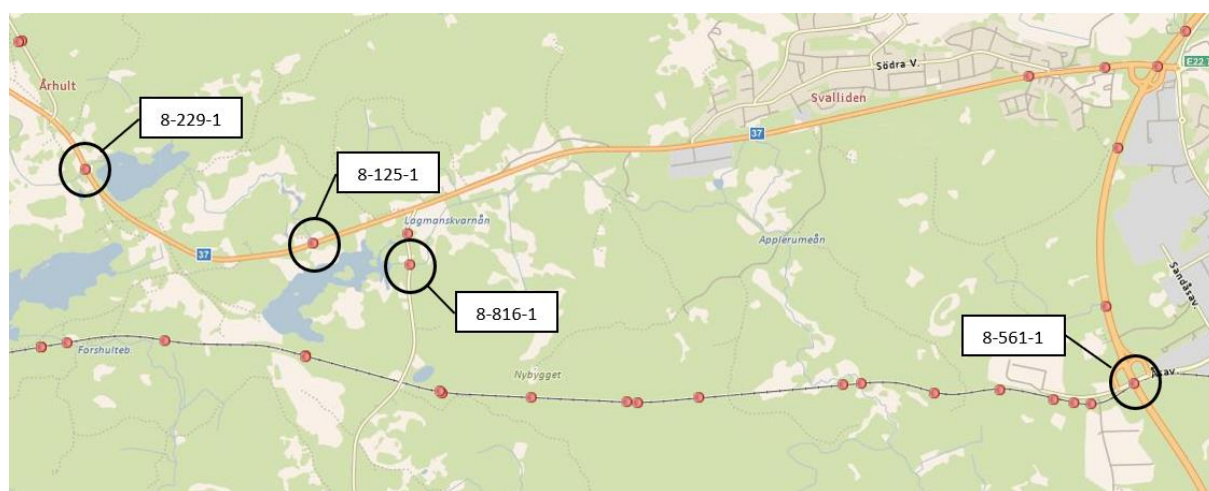 Södra V.
E22
Århult
8-229-1
Svalliden
37
8-125-1
Lagmanskvarnån
37
Applerumeån
Sandåsav.
8-816-1
8-561-1
Forshulteb
Nybygget
Åsav.